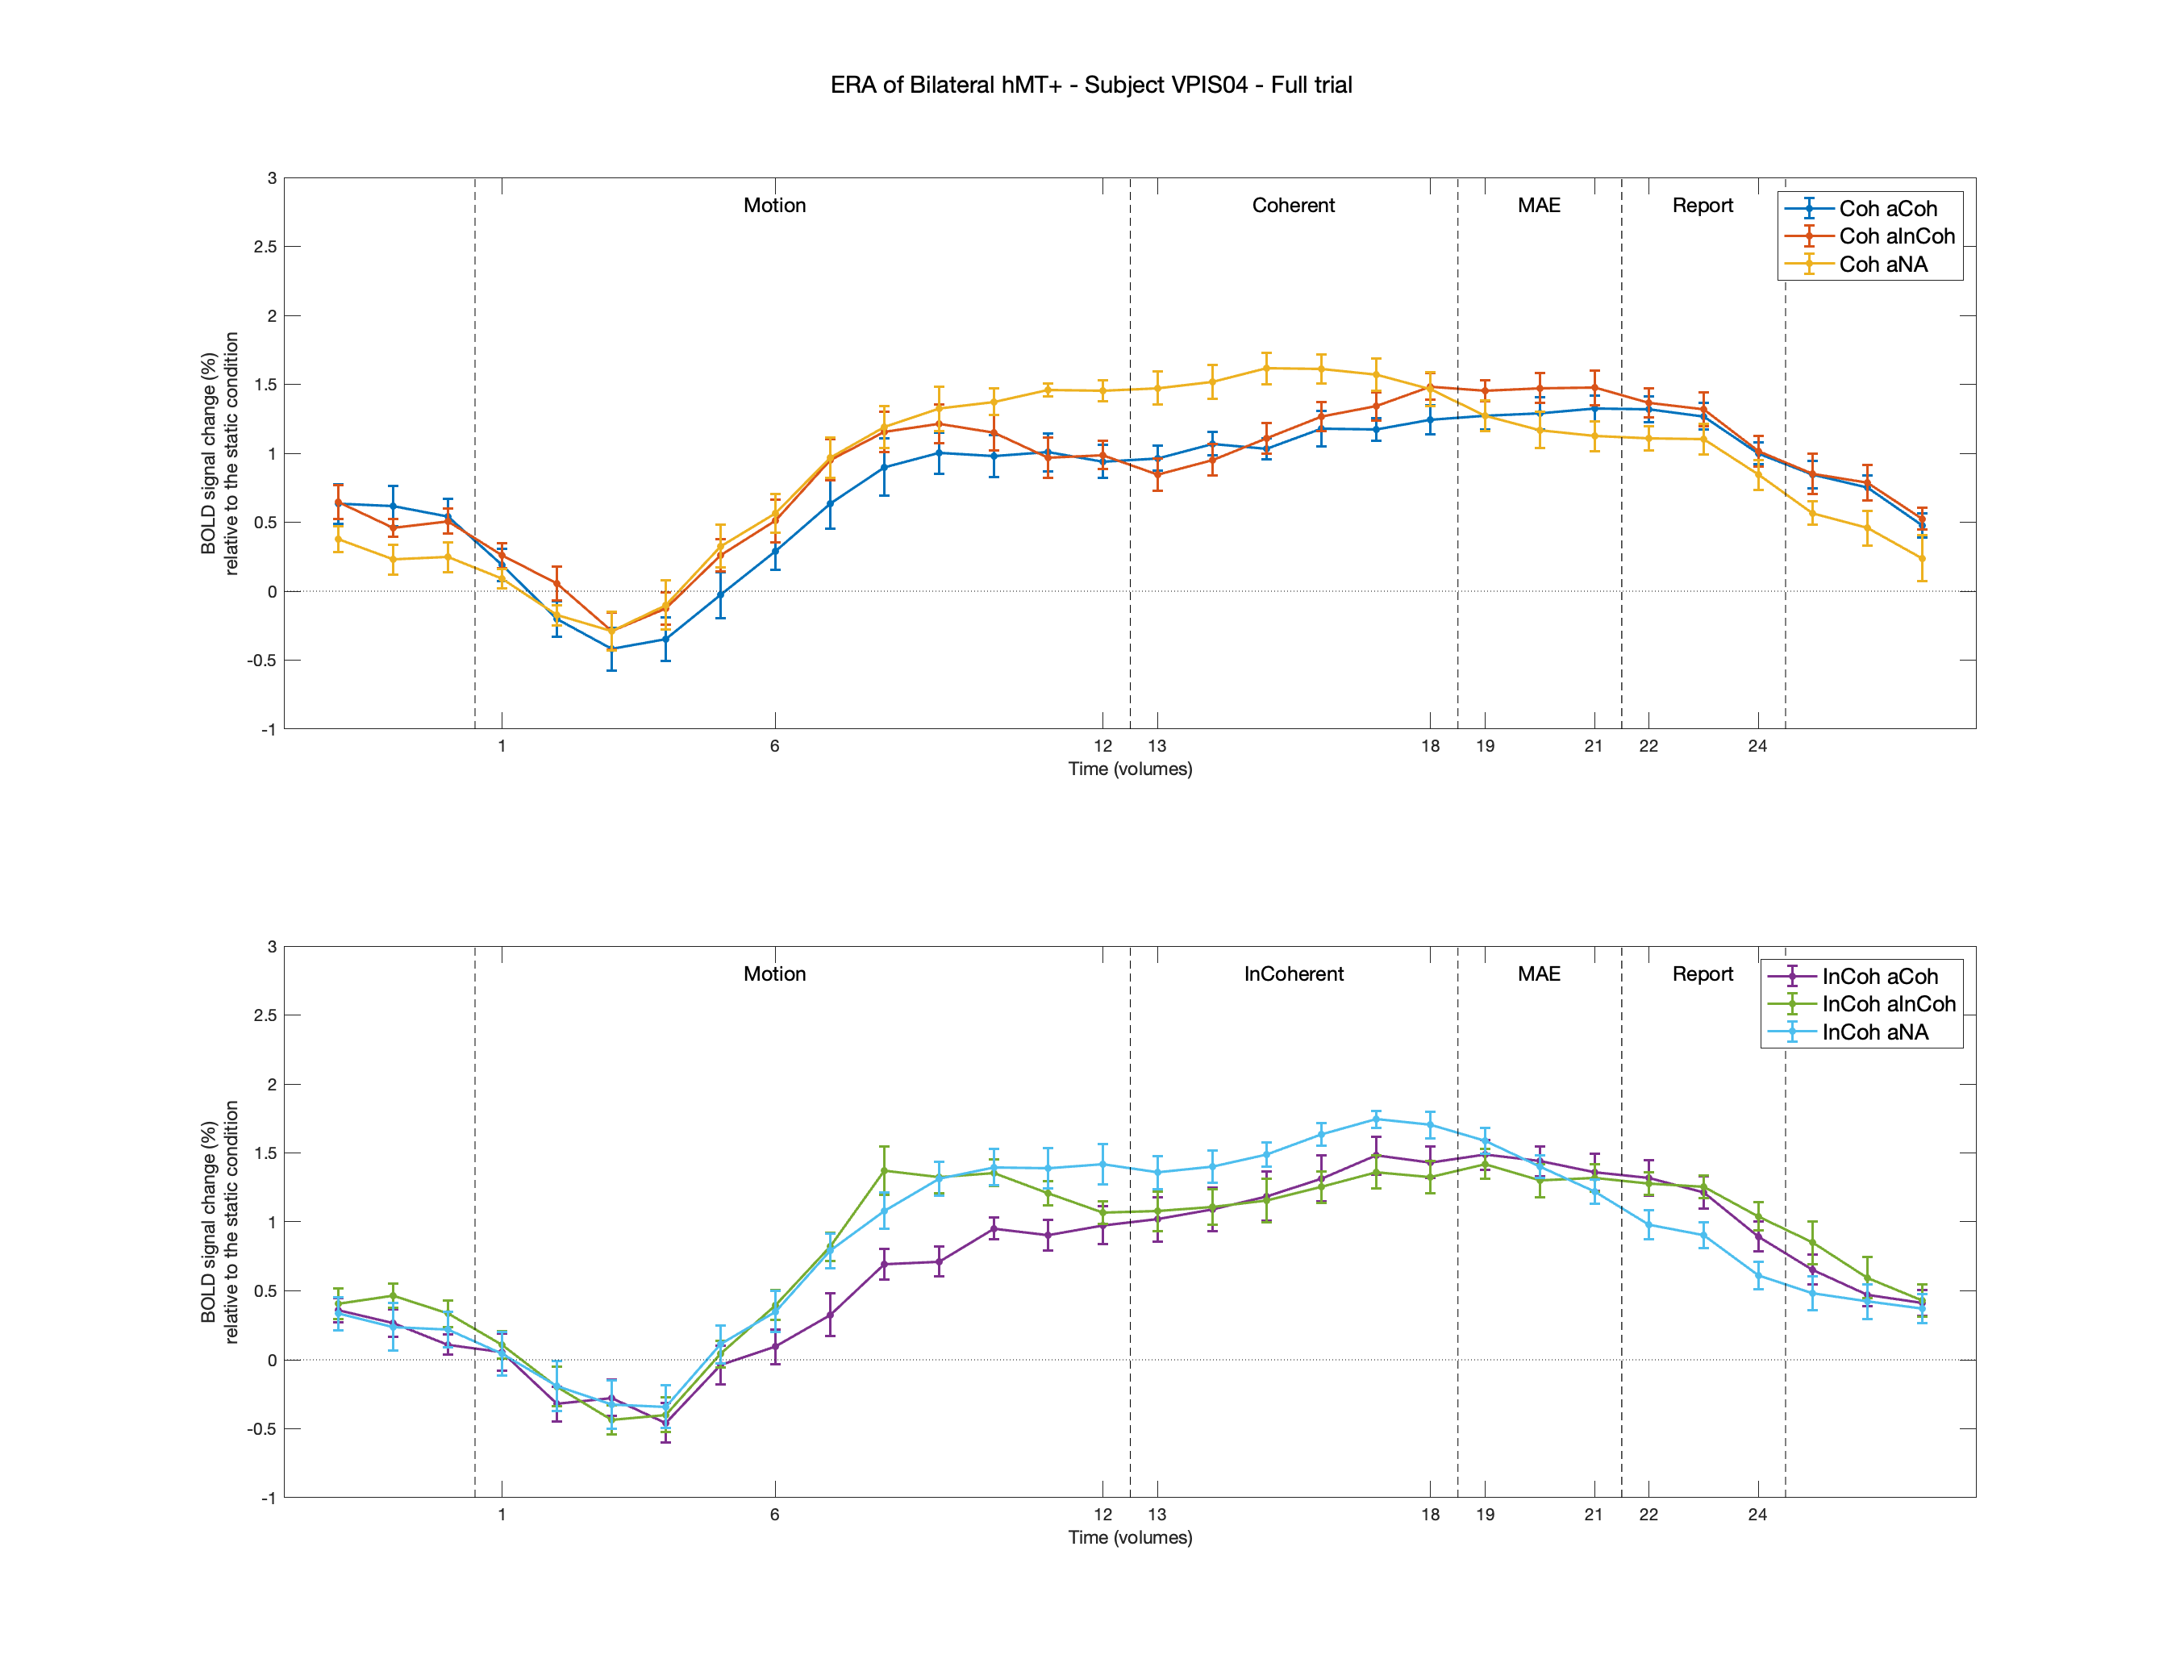 ERA of Bilateral hMT+ - Subject VPIS04 - Full trial
3
2.5
2
1.5
1
0.5
0
-0.5
-1
BOLD signal change (%)
relative to the static condition
Motion
Coherent
MAE
Report
Coh aCoh
Coh aInCoh
Coh aNA
1 6 12 13 18 19 21 22 24
Time (volumes)
3
2.5
2
1.5
1
0.5
0
-0.5
-1
BOLD signal change (%)
relative to the static condition
Motion
InCoherent
MAE
Report
InCoh aCoh
InCoh aInCoh
InCoh aNA
1 6 12 13 18 19 21 22 24
Time (volumes)